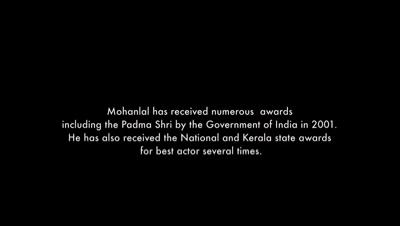 Mohanlal has received numerous  awards
including the Padma Shri by the Government of India in 2001.
He has also received the National and Kerala state awards
for best actor several times.